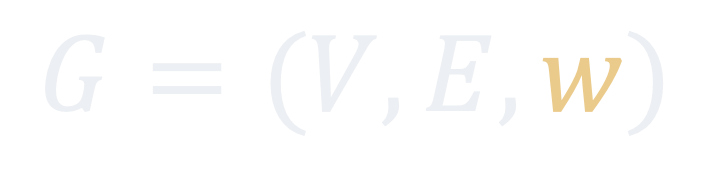 G = (V, E, w)